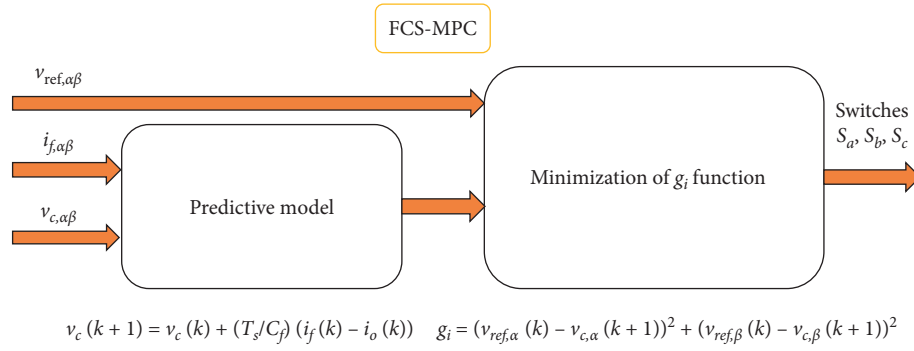 FCS-MPC
v_{ref,αβ}
i_{f,αβ}
v_{c,αβ}
Predictive model
Minimization of g_i function
Switches
S_a, S_b, S_c
v_c (k + 1) = v_c (k) + (T_s/C_f) (i_f (k) − i_o (k))
g_i = (v_{ref,α} (k) − v_{c,α} (k + 1))^2 + (v_{ref,β} (k) − v_{c,β} (k + 1))^2